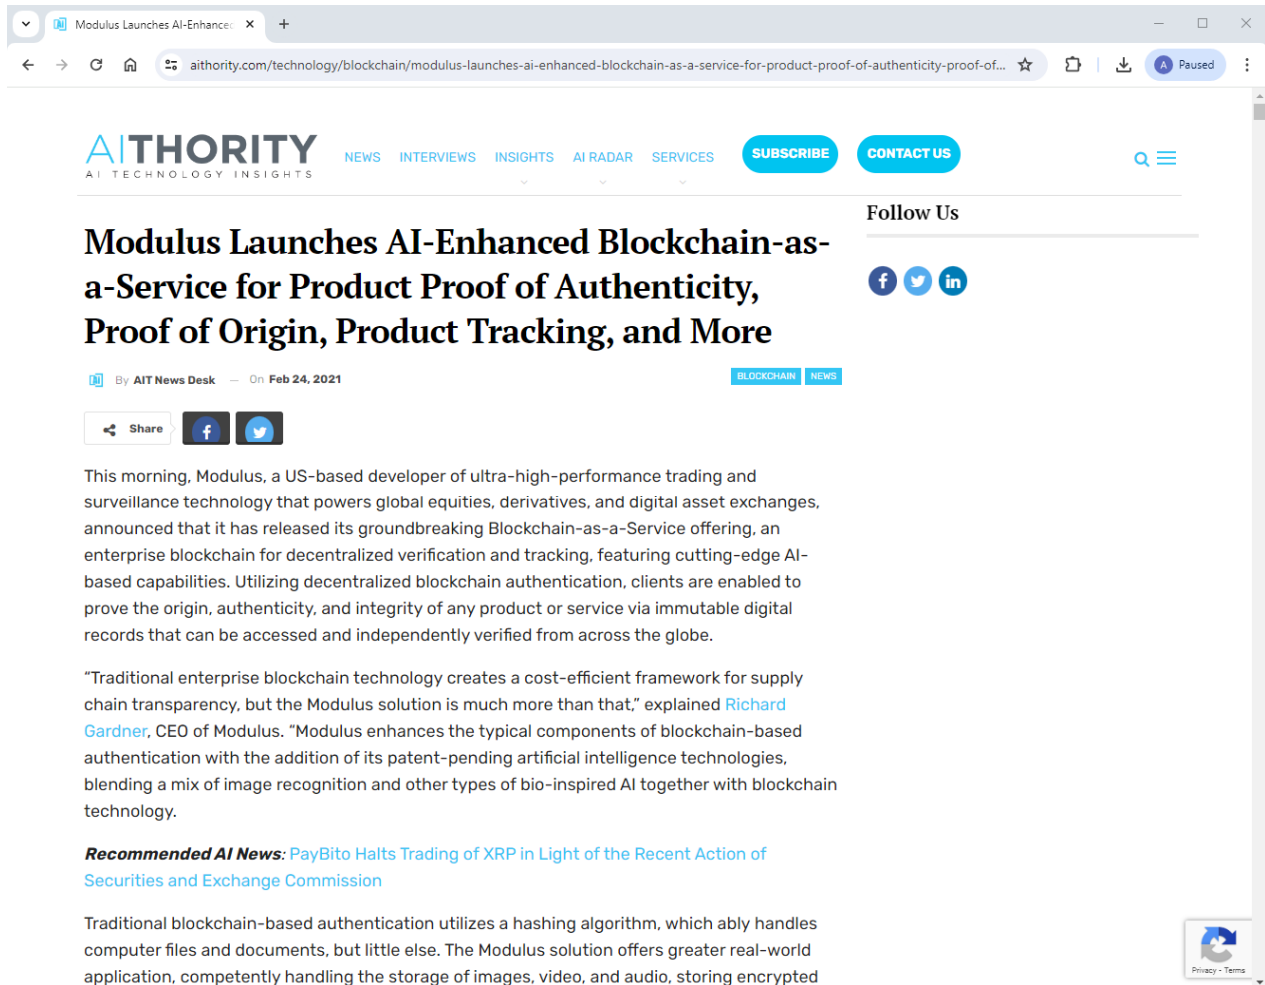 Modulus Launches AI-Enhanced
aithority.com/technology/blockchain/modulus-launches-ai-enhanced-blockchain-as-a-service-for-product-proof-of-authenticity-proof-of...
A Paused
AITHORITY
AI TECHNOLOGY INSIGHTS
NEWS INTERVIEWS INSIGHTS AI RADAR SERVICES SUBSCRIBE CONTACT US
Follow Us
Modulus Launches AI-Enhanced Blockchain-as-
a-Service for Product Proof of Authenticity,
Proof of Origin, Product Tracking, and More
By AIT News Desk — On Feb 24, 2021
BLOCKCHAIN NEWS
Share
This morning, Modulus, a US-based developer of ultra-high-performance trading and
surveillance technology that powers global equities, derivatives, and digital asset exchanges,
announced that it has released its groundbreaking Blockchain-as-a-Service offering, an
enterprise blockchain for decentralized verification and tracking, featuring cutting-edge AI-
based capabilities. Utilizing decentralized blockchain authentication, clients are enabled to
prove the origin, authenticity, and integrity of any product or service via immutable digital
records that can be accessed and independently verified from across the globe.
“Traditional enterprise blockchain technology creates a cost-efficient framework for supply
chain transparency, but the Modulus solution is much more than that,” explained Richard
Gardner, CEO of Modulus. “Modulus enhances the typical components of blockchain-based
authentication with the addition of its patent-pending artificial intelligence technologies,
blending a mix of image recognition and other types of bio-inspired AI together with blockchain
technology.
Recommended AI News: PayBito Halts Trading of XRP in Light of the Recent Action of
Securities and Exchange Commission
Traditional blockchain-based authentication utilizes a hashing algorithm, which ably handles
computer files and documents, but little else. The Modulus solution offers greater real-world
application, competently handling the storage of images, video, and audio, storing encrypted
Privacy - Terms